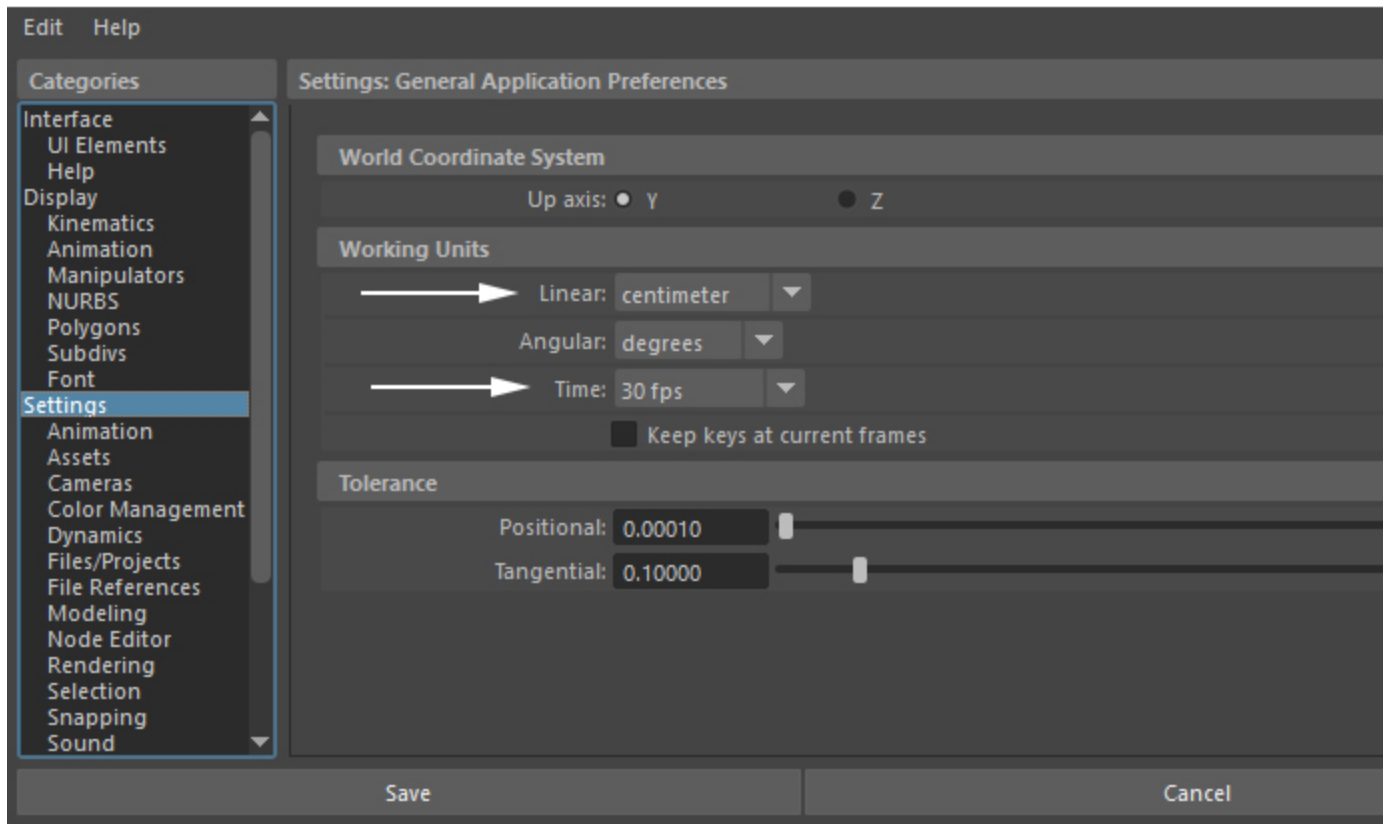 Edit Help
Categories
Interface
UI Elements
Help
Display
Kinematics
Animation
Manipulators
NURBS
Polygons
Subdivs
Font
Settings
Animation
Assets
Cameras
Color Management
Dynamics
Files/Projects
File References
Modeling
Node Editor
Rendering
Selection
Snapping
Sound
Settings: General Application Preferences
World Coordinate System
Up axis: Y Z
Working Units
Linear: centimeter
Angular: degrees
Time: 30 fps
Keep keys at current frames
Tolerance
Positional: 0.00010
Tangential: 0.10000
Save Cancel